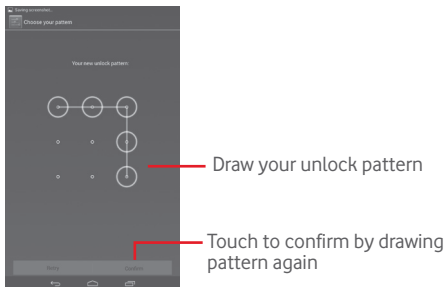 Saving screenshot...
Choose your pattern
Your new unlock pattern:
Draw your unlock pattern
Touch to confirm by drawing
pattern again
Retry
Confirm